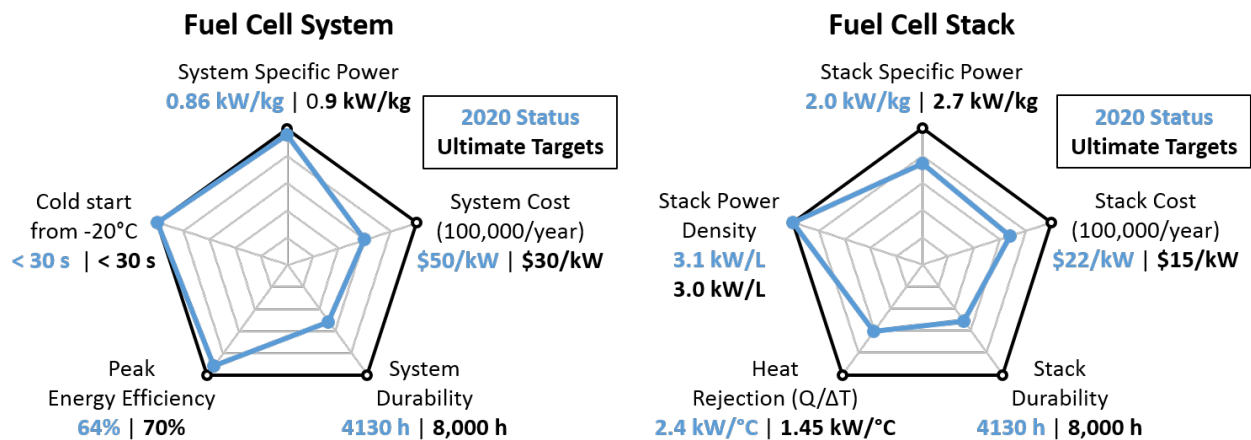 Fuel Cell System
System Specific Power
0.86 kW/kg | 0.9 kW/kg
2020 Status
Ultimate Targets
Cold start
from -20°C
< 30 s | < 30 s
System Cost
(100,000/year)
$50/kW | $30/kW
Peak
Energy Efficiency
64% | 70%
System
Durability
4130 h | 8,000 h
Fuel Cell Stack
Stack Specific Power
2.0 kW/kg | 2.7 kW/kg
2020 Status
Ultimate Targets
Stack Power
Density
3.1 kW/L
3.0 kW/L
Stack Cost
(100,000/year)
$22/kW | $15/kW
Heat
Rejection (Q/ΔT)
2.4 kW/°C | 1.45 kW/°C
Stack
Durability
4130 h | 8,000 h